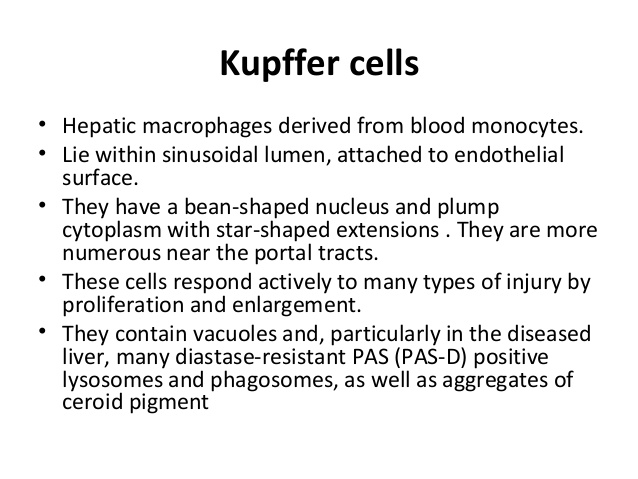 Kupffer cells
• Hepatic macrophages derived from blood monocytes.
• Lie within sinusoidal lumen, attached to endothelial
surface.
• They have a bean-shaped nucleus and plump
cytoplasm with star-shaped extensions . They are more
numerous near the portal tracts.
• These cells respond actively to many types of injury by
proliferation and enlargement.
• They contain vacuoles and, particularly in the diseased
liver, many diastase-resistant PAS (PAS-D) positive
lysosomes and phagosomes, as well as aggregates of
ceroid pigment